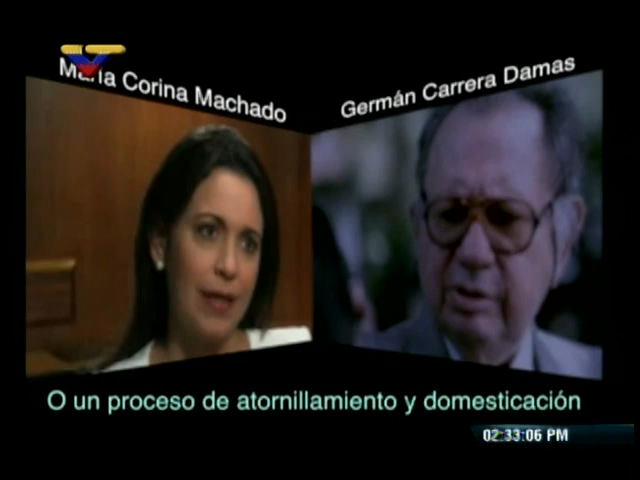 María Corina Machado
Germán Carrera Damas
O un proceso de atornillamiento y domesticación
02:33:06 PM